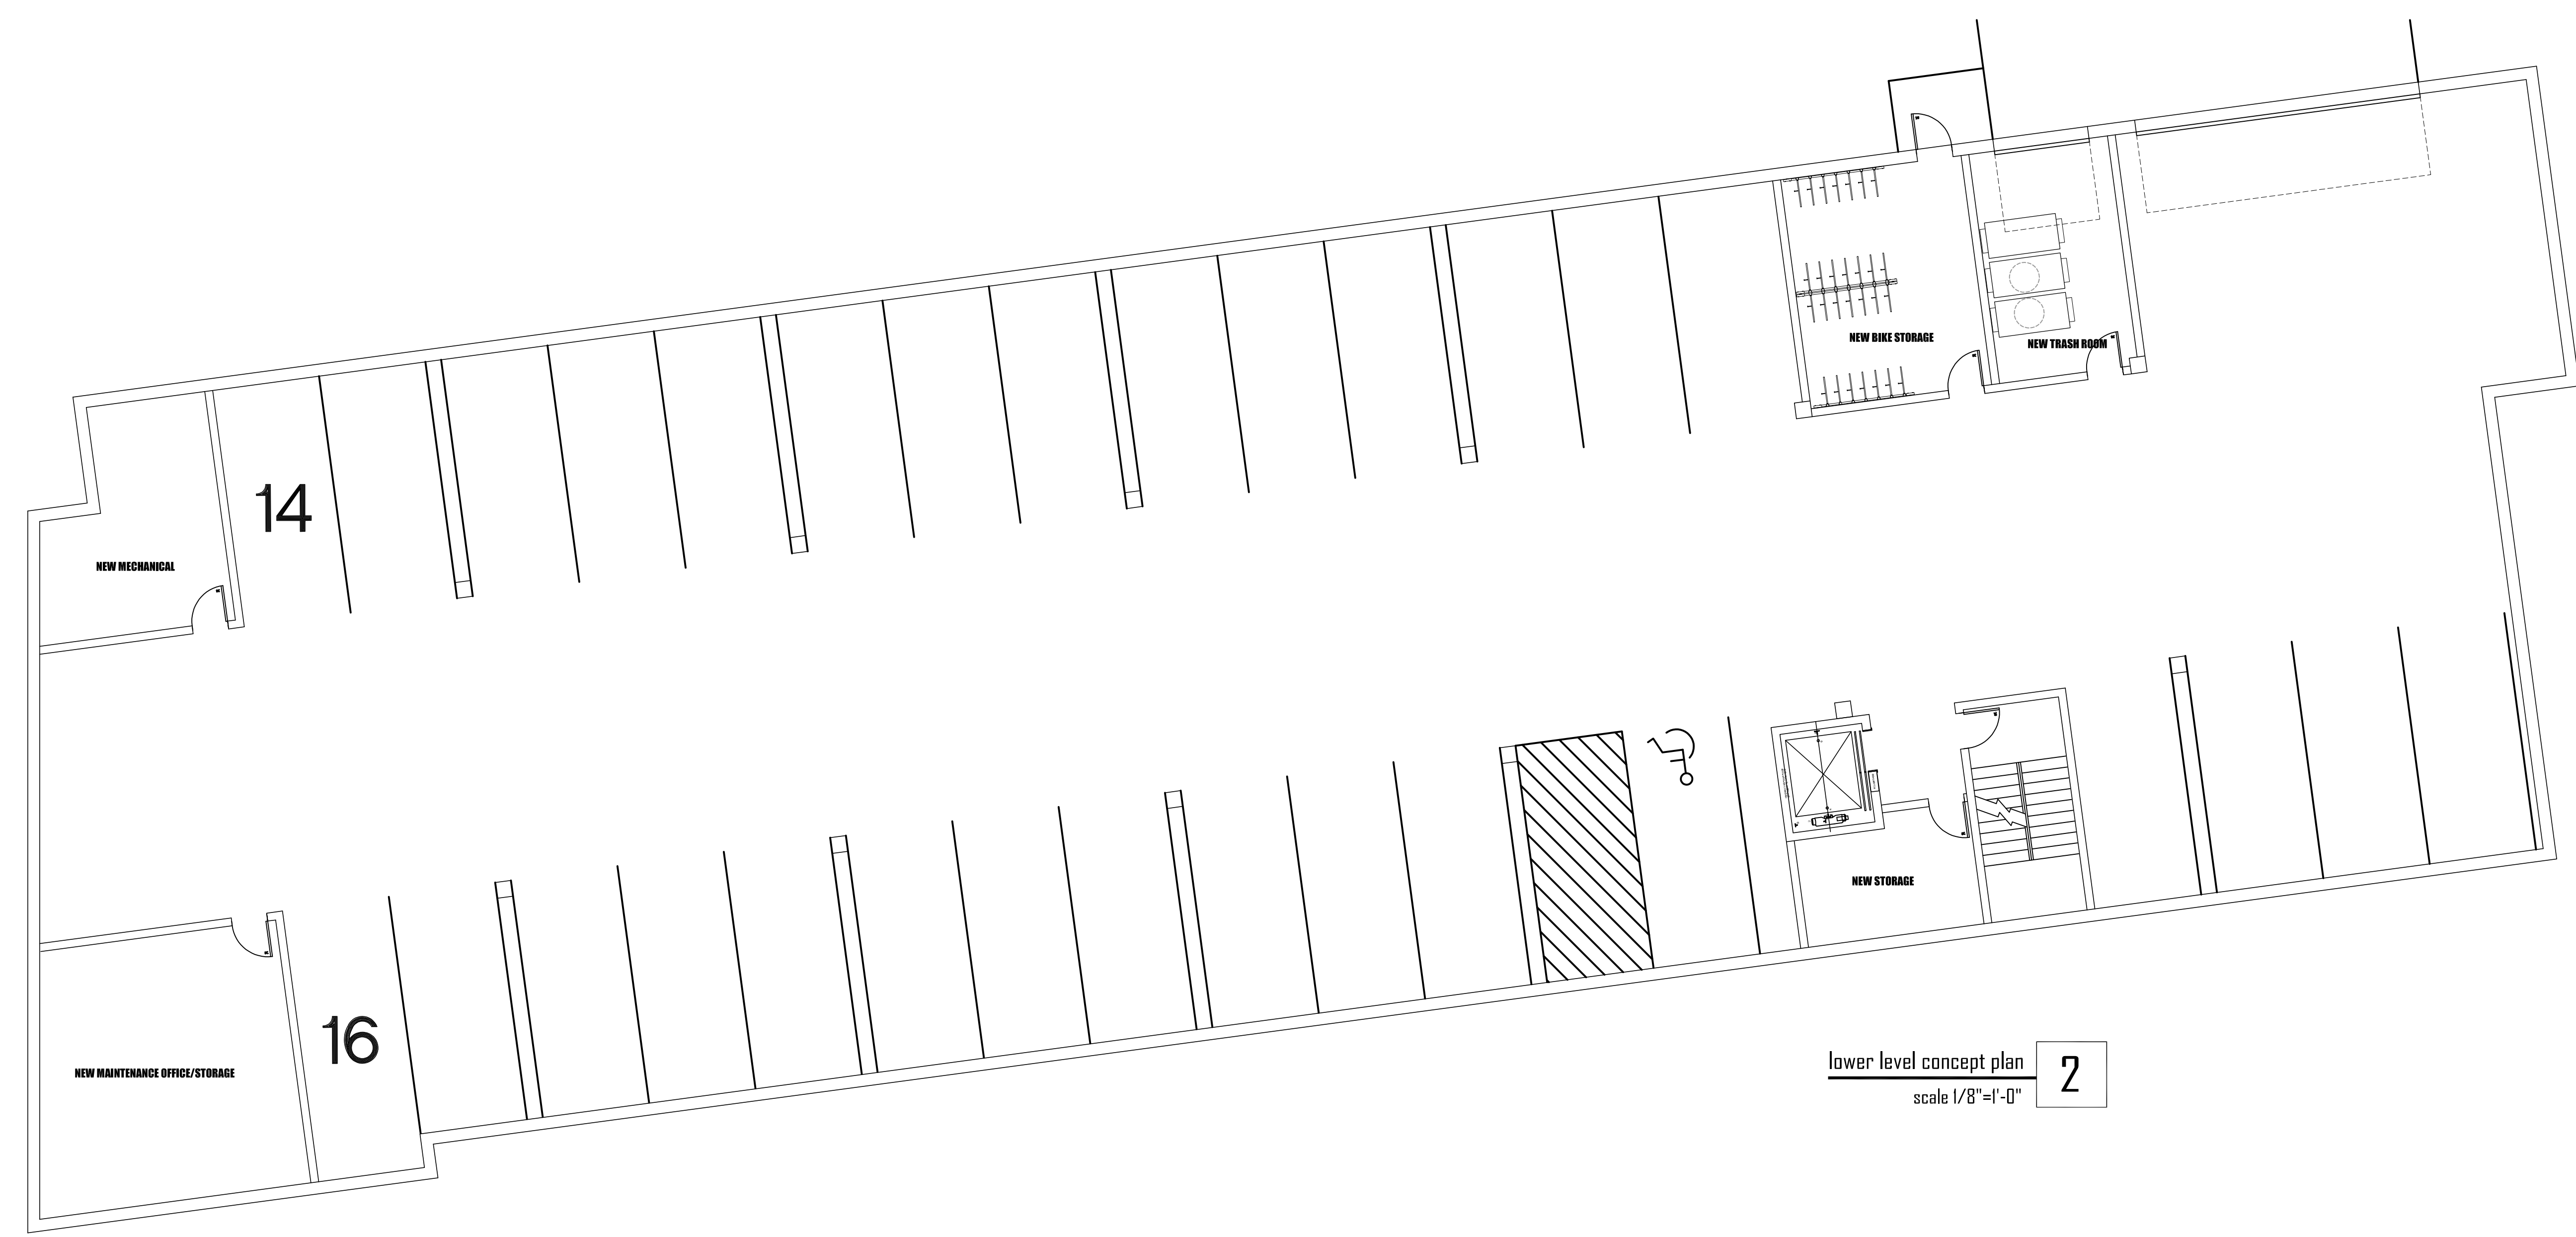 NEW BIKE STORAGE
NEW TRASH ROOM
14
NEW MECHANICAL
NEW STORAGE
16
NEW MAINTENANCE OFFICE/STORAGE
lower level concept plan
2
scale 1/8"=1'-0"